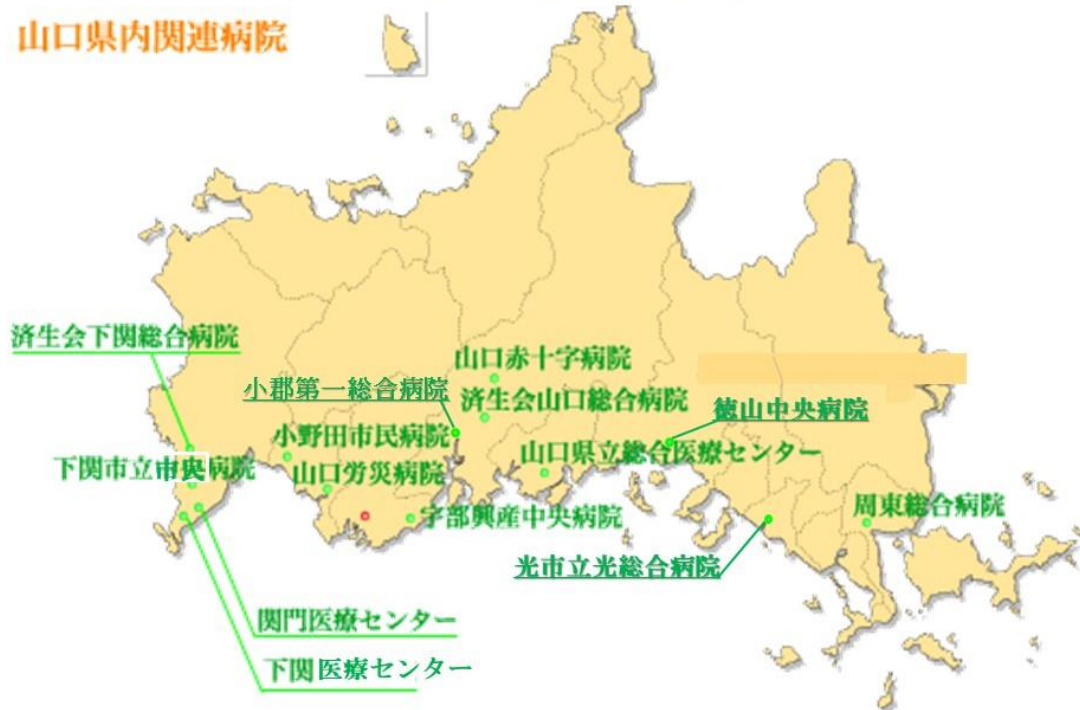 山口県内関連病院
済生会下関総合病院
山口赤十字病院
小郡第一総合病院
済生会山口総合病院
徳山中央病院
小野田市民病院
山口県立総合医療センター
下関市立市央病院
山口労災病院
宇部興産中央病院
周東総合病院
光市立光総合病院
関門医療センター
下関医療センター